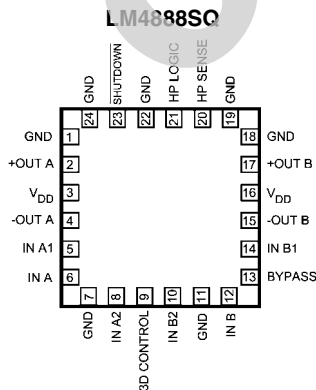 LM4888SQ
GND
SHUTDOWN
GND
HP LOGIC
HP SENSE
GND
24 23 22 21 20 19
GND 1 18 GND
+OUT A 2 17 +OUT B
VDD 3 16 VDD
-OUT A 4 15 -OUT B
IN A1 5 14 IN B1
IN A 6 13 BYPASS
7 8 9 10 11 12
GND
IN A2
3D CONTROL
IN B2
GND
IN B